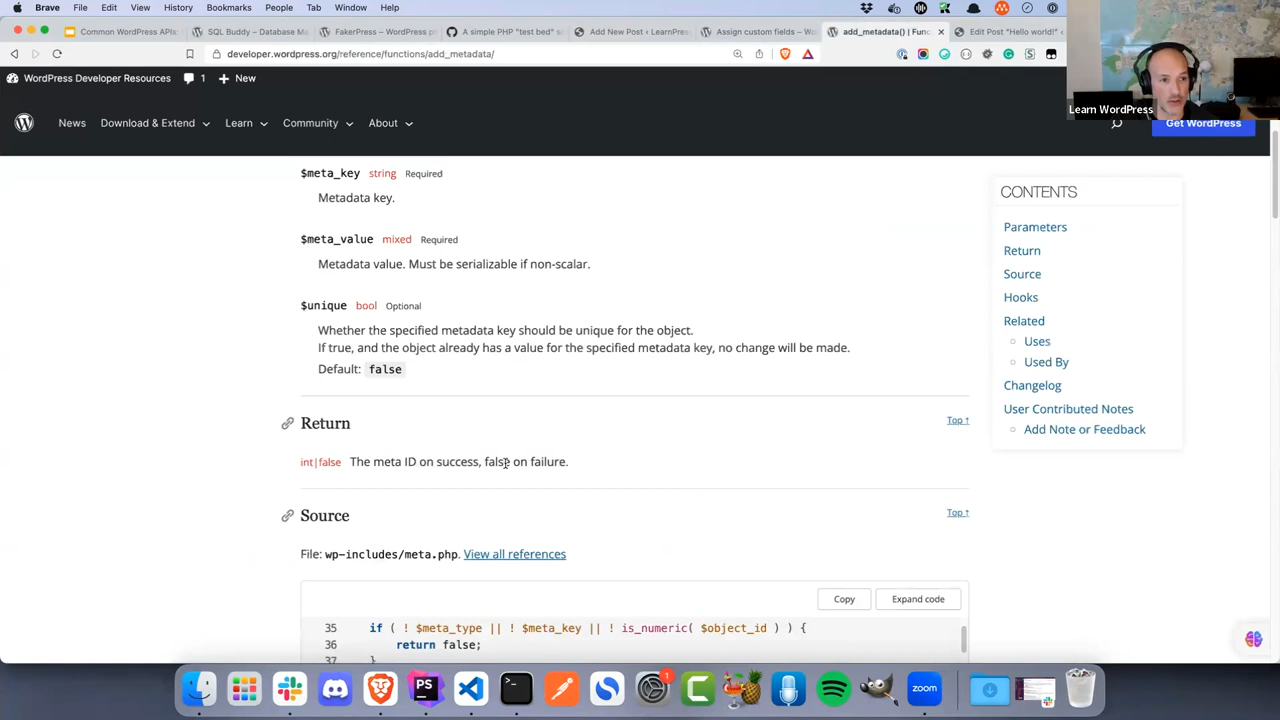 Brave File Edit View History Bookmarks People Tab Window Help
Common WordPress APIs:
SQL Buddy – Database Ma
FakerPress – WordPress p
A simple PHP "test bed" s
Add New Post ‹ LearnPres
Assign custom fields – Wo
add_metadata() | Func
Edit Post "Hello world!"
developer.wordpress.org/reference/functions/add_metadata/
WordPress Developer Resources 1 + New
Learn WordPress
News Download & Extend Learn Community About Get WordPress
$meta_key string Required
Metadata key.
$meta_value mixed Required
Metadata value. Must be serializable if non-scalar.
$unique bool Optional
Whether the specified metadata key should be unique for the object.
If true, and the object already has a value for the specified metadata key, no change will be made.
Default: false
Return Top ↑
int|false The meta ID on success, false on failure.
Source Top ↑
File: wp-includes/meta.php. View all references
Copy Expand code
35 if ( ! $meta_type || ! $meta_key || ! is_numeric( $object_id ) ) {
36 return false;
37 }
CONTENTS
Parameters
Return
Source
Hooks
Related
Uses
Used By
Changelog
User Contributed Notes
Add Note or Feedback
PS
1
zoom